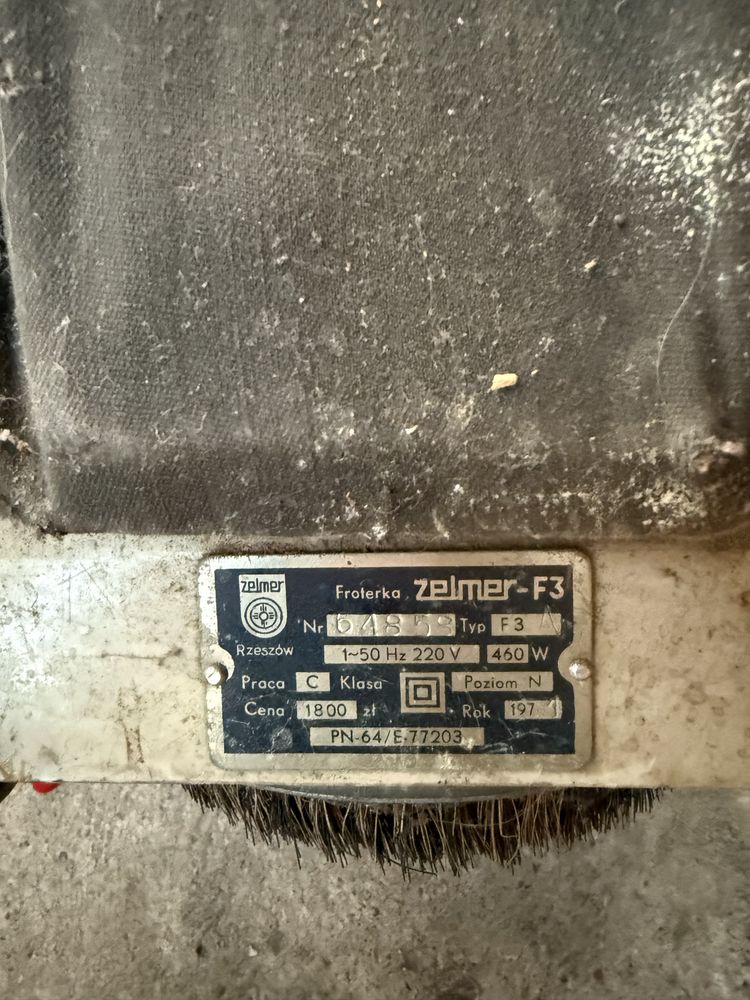 zelmer
Froterka zelmer-F3
Nr 64858 Typ F3 A
Rzeszów 1~50 Hz 220 V 460 W
Praca C Klasa Poziom N
Cena 1800 zł Rok 1971
PN-64/E-77203